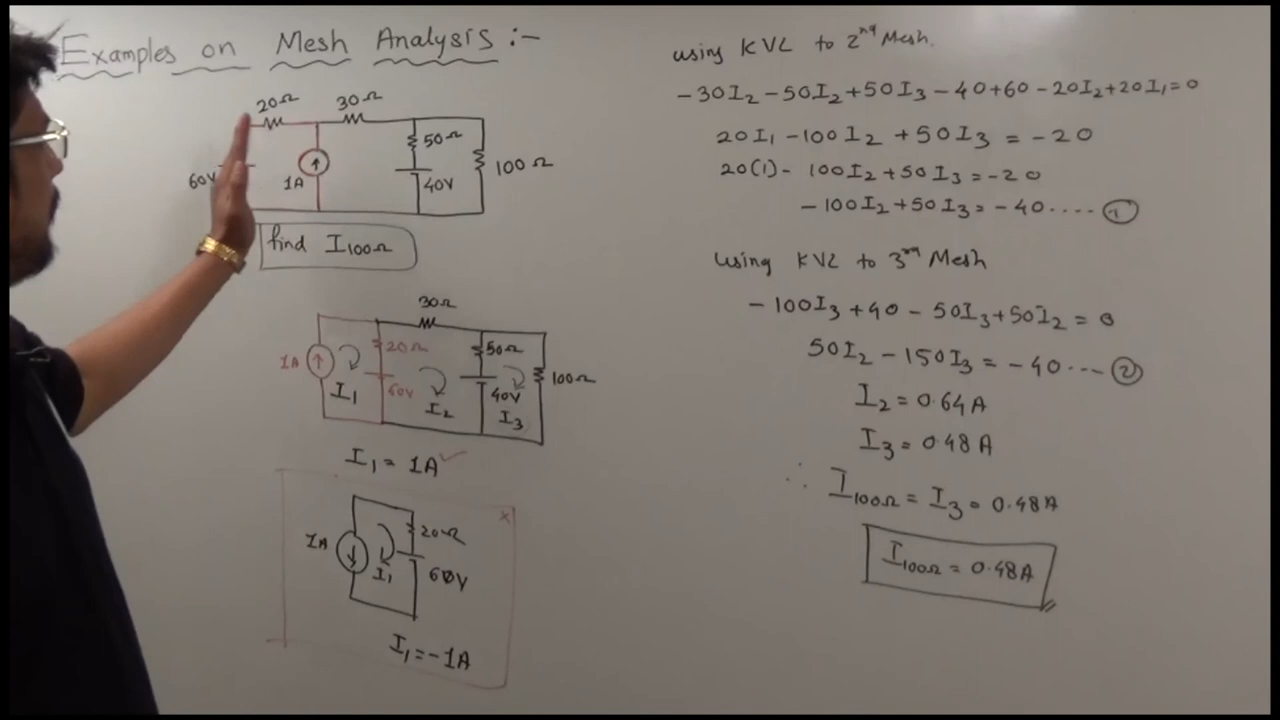 Examples on Mesh Analysis :-
20Ω 30Ω
60V 1A 50Ω 40V 100Ω
find I100Ω
30Ω
1A 20Ω 50Ω 100Ω
60V 40V
I1 I2 I3
I1 = 1A ✓
x
1A 20Ω
I1 60V
I1 = -1A
using KVL to 2nd Mesh.
-30I2 -50I2 +50I3 -40+60 -20I2+20I1=0
20I1 -100I2 +50I3 = -20
20(1) - 100I2 +50I3 = -20
-100I2 +50I3 = -40 .... ①
using KVL to 3rd Mesh
-100I3 +40 - 50I3+50I2 = 0
50I2 - 150I3 = -40 ... ②
I2 = 0.64A
I3 = 0.48A
∴ I100Ω = I3 = 0.48A
I100Ω = 0.48A